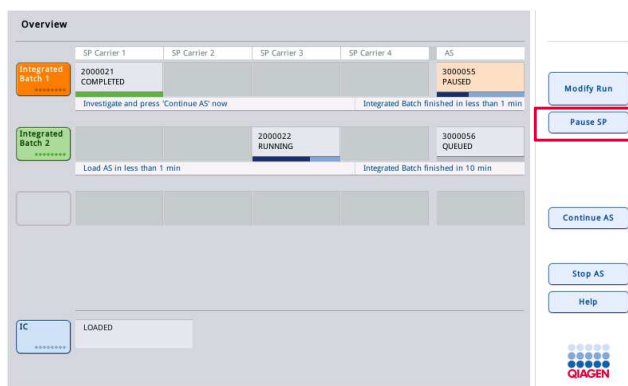 Overview
SP Carrier 1 SP Carrier 2 SP Carrier 3 SP Carrier 4 AS
Integrated
Batch 1
********
2000021
COMPLETED
3000055
PAUSED
Investigate and press 'Continue AS' now Integrated Batch finished in less than 1 min
Integrated
Batch 2
********
2000022
RUNNING
3000056
QUEUED
Load AS in less than 1 min Integrated Batch finished in 10 min
IC
********
LOADED
Modify Run
Pause SP
Continue AS
Stop AS
Help
QIAGEN